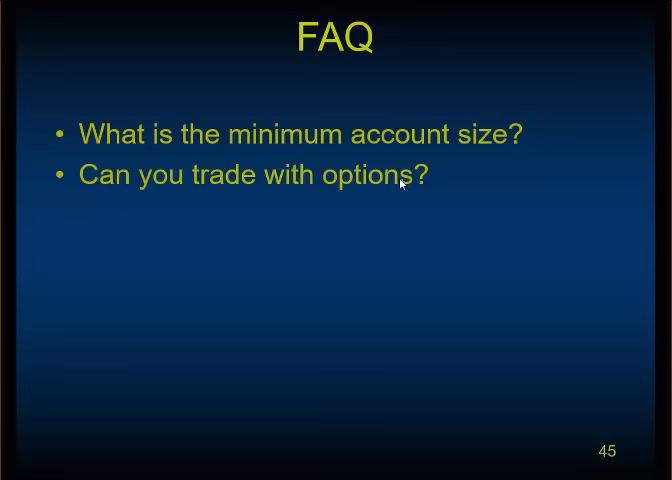 FAQ
• What is the minimum account size?
• Can you trade with options?
45